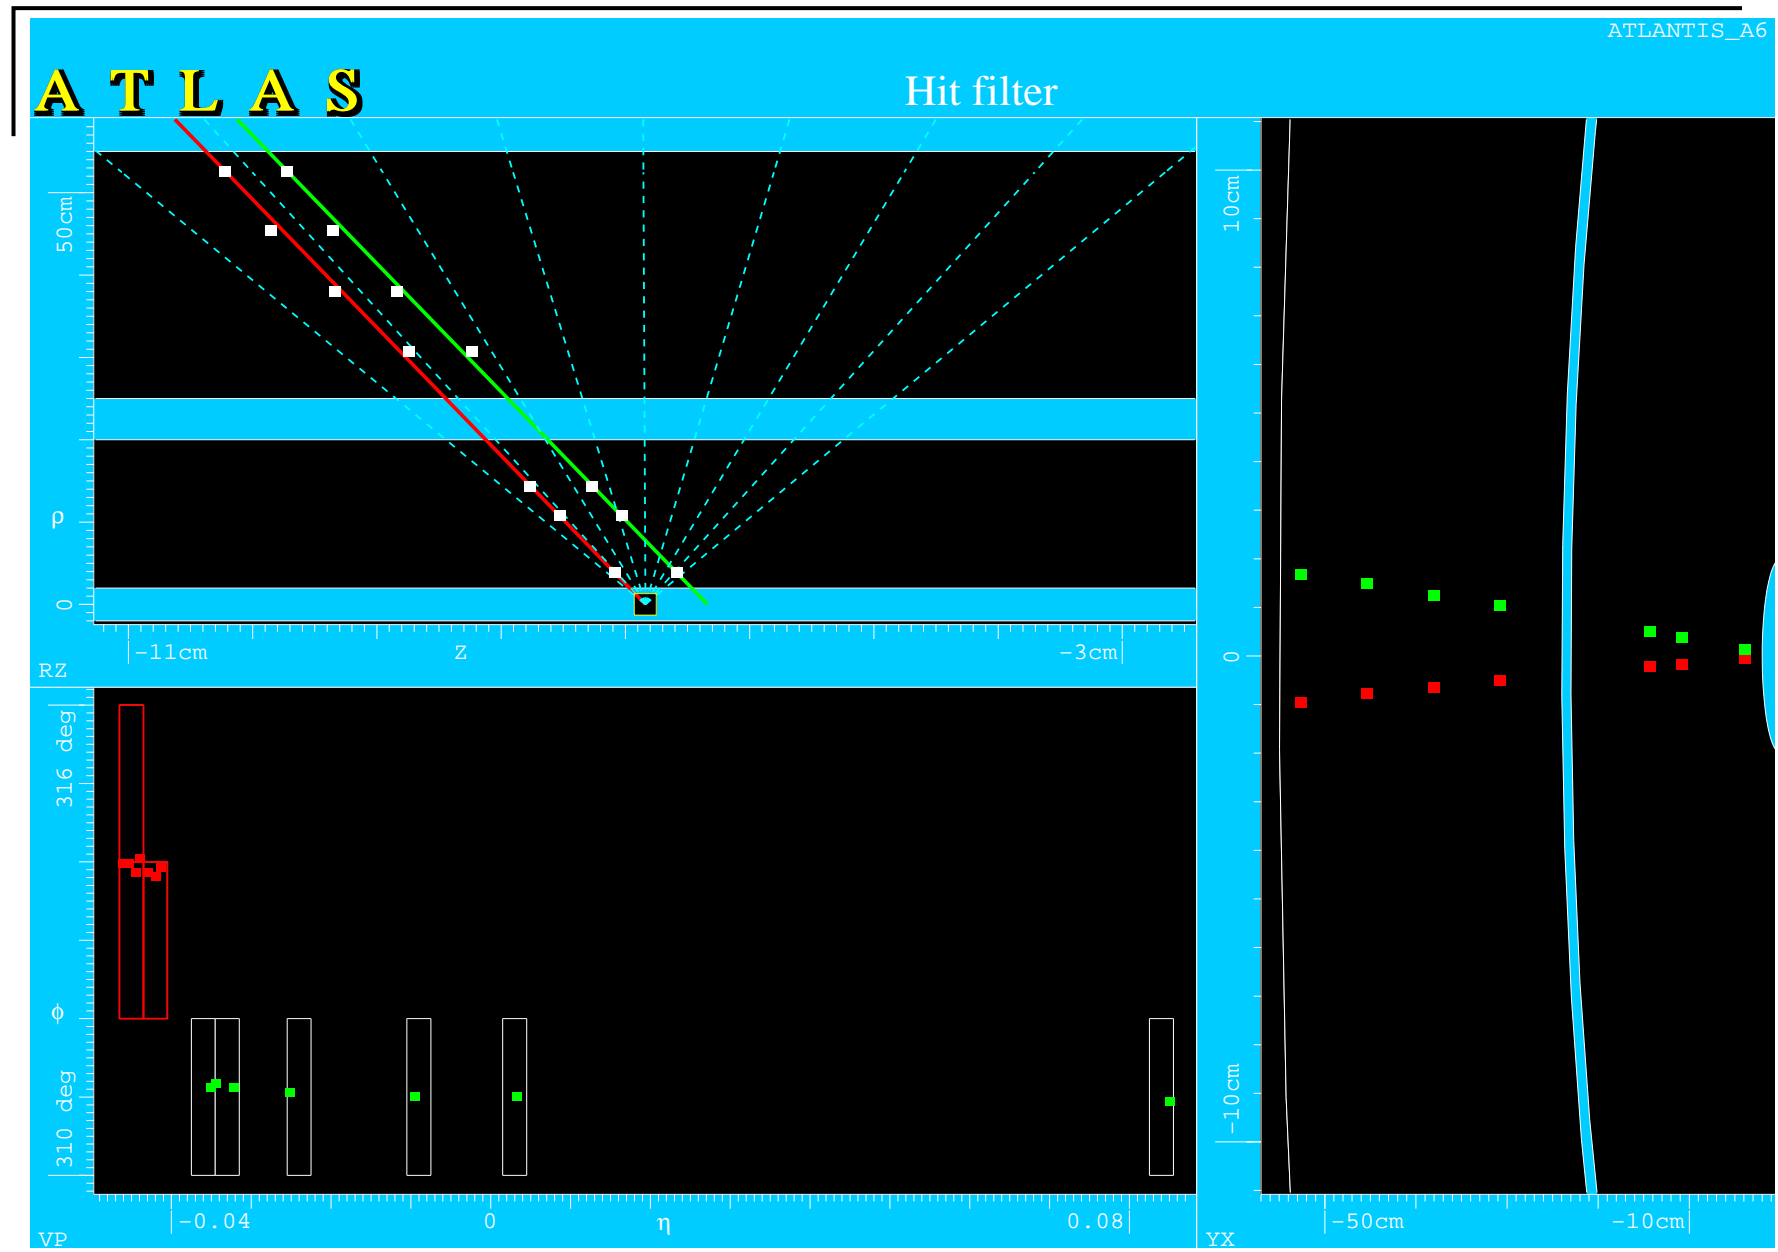 ATLANTIS_A6
A T L A S
Hit filter
50cm
ρ
0
-11cm
Z
-3cm
RZ
316 deg
ϕ
310 deg
-0.04
0
η
0.08
VP
10cm
0
-10cm
-50cm
-10cm
YX